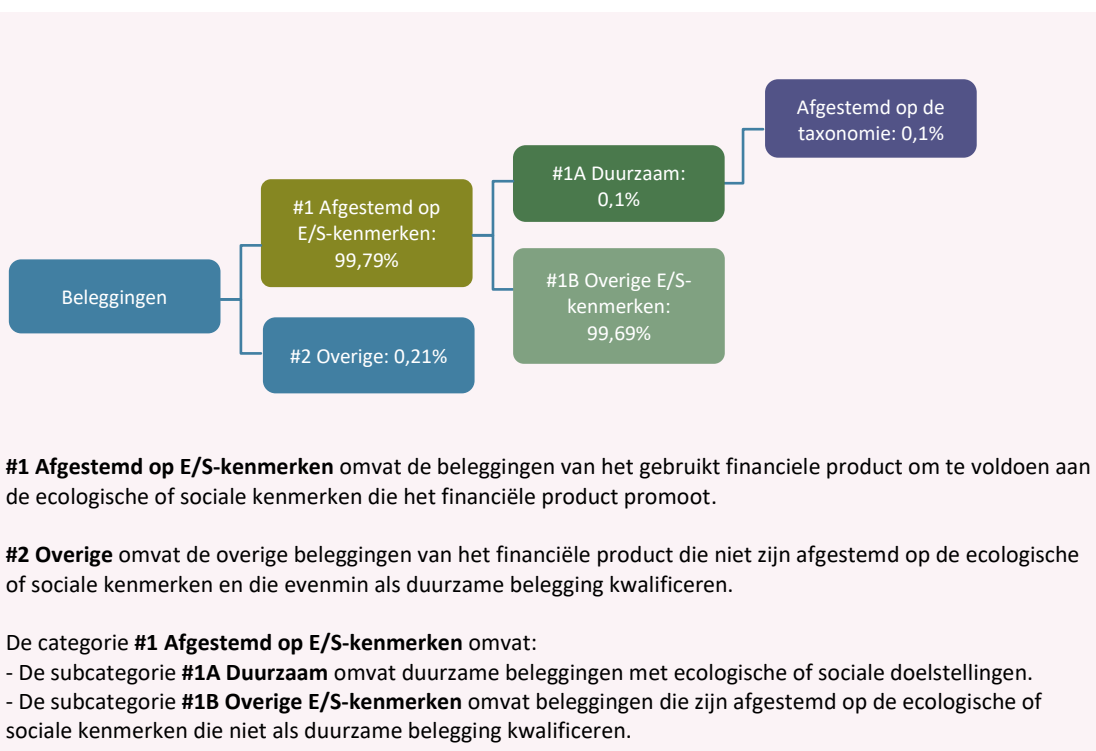 Afgestemd op de
taxonomie: 0,1%
#1A Duurzaam:
0,1%
#1 Afgestemd op
E/S-kenmerken:
99,79%
#1B Overige E/S-
kenmerken:
99,69%
Beleggingen
#2 Overige: 0,21%
#1 Afgestemd op E/S-kenmerken omvat de beleggingen van het gebruikt financiele product om te voldoen aan
de ecologische of sociale kenmerken die het financiële product promoot.
#2 Overige omvat de overige beleggingen van het financiële product die niet zijn afgestemd op de ecologische
of sociale kenmerken en die evenmin als duurzame belegging kwalificeren.
De categorie #1 Afgestemd op E/S-kenmerken omvat:
- De subcategorie #1A Duurzaam omvat duurzame beleggingen met ecologische of sociale doelstellingen.
- De subcategorie #1B Overige E/S-kenmerken omvat beleggingen die zijn afgestemd op de ecologische of
sociale kenmerken die niet als duurzame belegging kwalificeren.